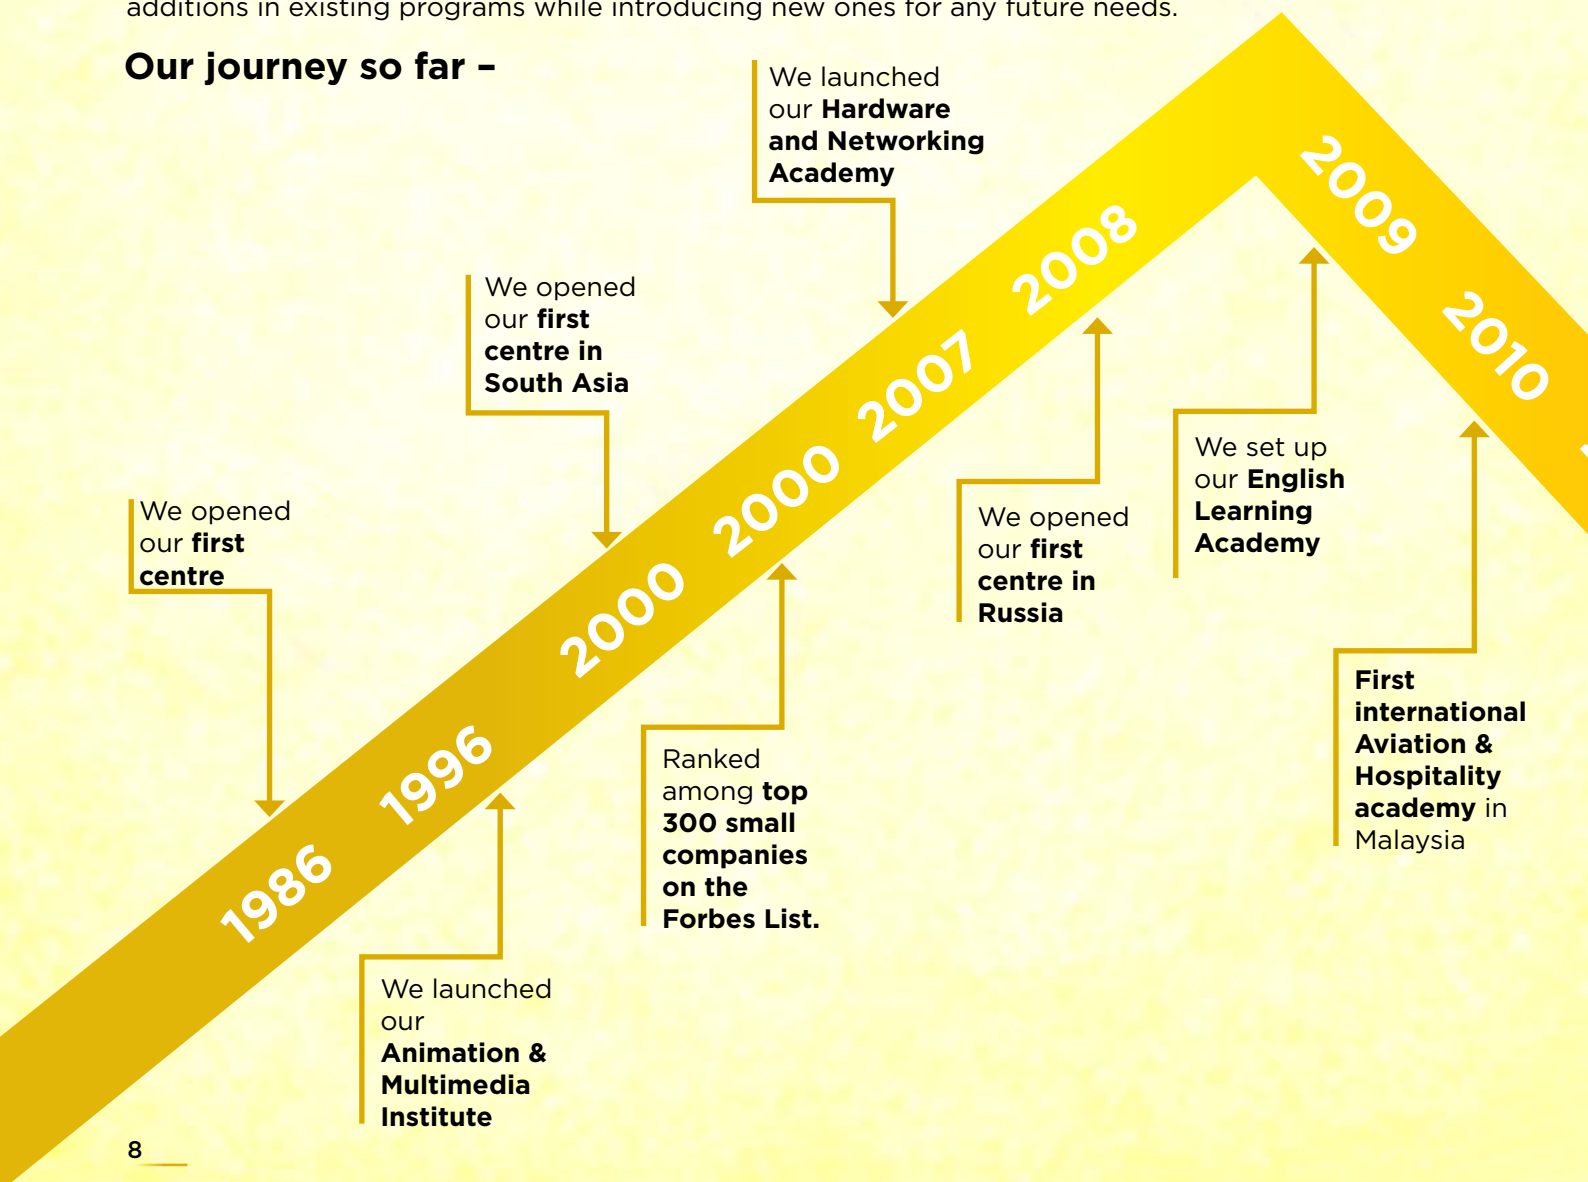 additions in existing programs while introducing new ones for any future needs.
Our journey so far –
We opened
our first
centre
1986
1996
We launched
our
Animation &
Multimedia
Institute
We opened
our first
centre in
South Asia
2000
2000
Ranked
among top
300 small
companies
on the
Forbes List.
We launched
our Hardware
and Networking
Academy
2007
2008
We opened
our first
centre in
Russia
2009
We set up
our English
Learning
Academy
2010
First
international
Aviation &
Hospitality
academy in
Malaysia
8